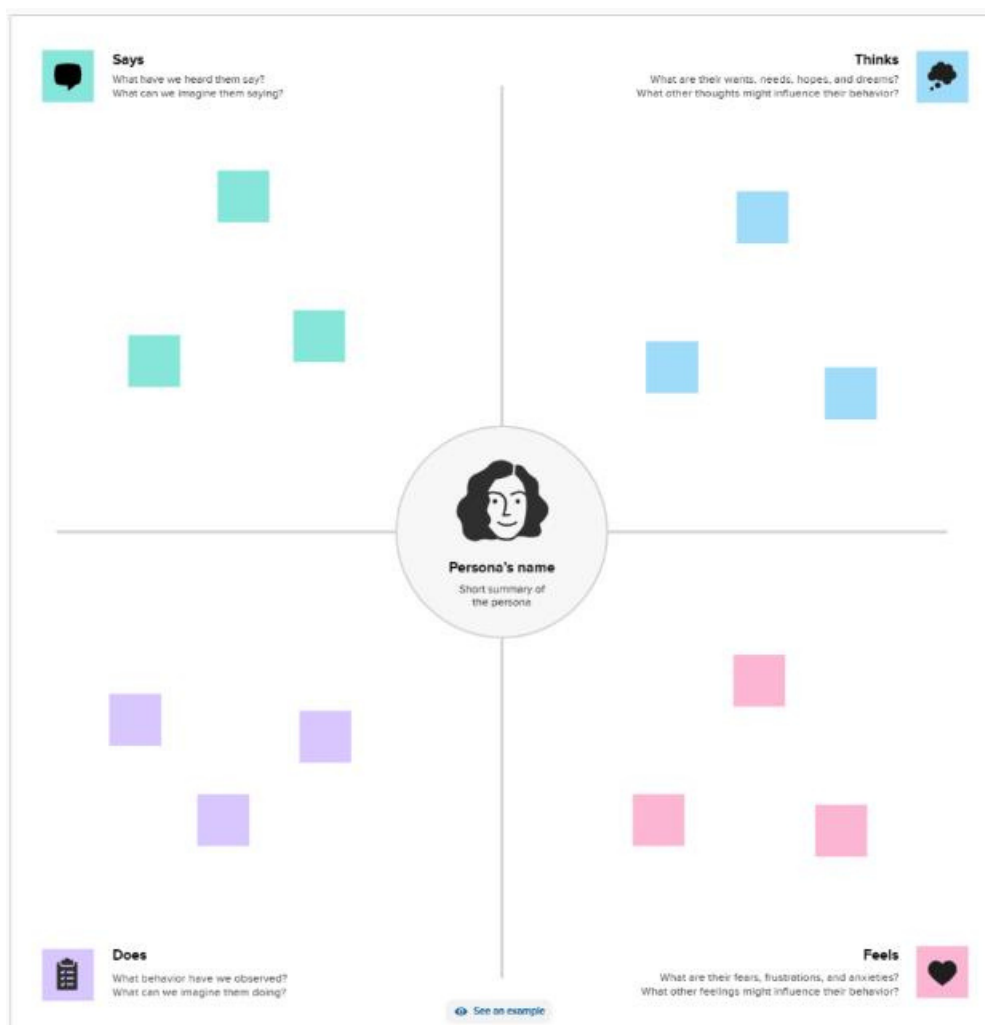 Says
What have we heard them say?
What can we imagine them saying?
Thinks
What are their wants, needs, hopes, and dreams?
What other thoughts might influence their behavior?
Persona's name
Short summary of
the persona
Does
What behavior have we observed?
What can we imagine them doing?
Feels
What are their fears, frustrations, and anxieties?
What other feelings might influence their behavior?
See an example